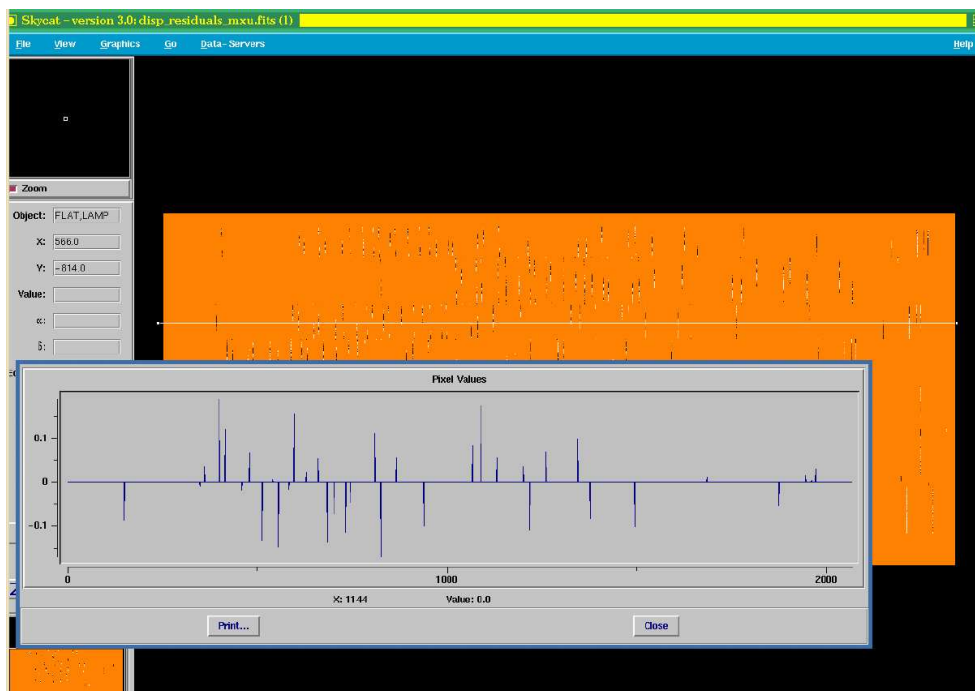 Skycat - version 3.0: disp_residuals_mxu.fits (1)
File View Graphics Go Data-Servers Help
Zoom
Object: FLAT,LAMP
X: 566.0
Y: -814.0
Value:
α:
δ:
Pixel Values
0.1
0
-0.1
0 1000 2000
X: 1144 Value: 0.0
Print... Close